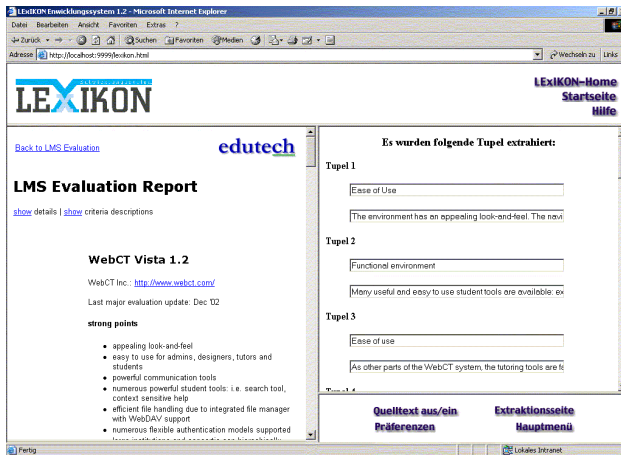 LExIKON Enwicklungssystem 1.2 - Microsoft Internet Explorer
Datei Bearbeiten Ansicht Favoriten Extras ?
Zurück Suchen Favoriten Medien
Adresse http://localhost:9999/lexikon.html Wechseln zu Links
LEXIKON
LExIKON-Home
Startseite
Hilfe
Back to LMS Evaluation
edutech
LMS Evaluation Report
show details | show criteria descriptions
WebCT Vista 1.2
WebCT Inc.: http://www.webct.com/
Last major evaluation update: Dec '02
strong points
• appealing look-and-feel
• easy to use for admins, designers, tutors and
students
• powerful communication tools
• numerous powerful student tools: i.e. search tool,
context sensitive help
• efficient file handling due to integrated file manager
with WebDAV support
• numerous flexible authentication models supported
Es wurden folgende Tupel extrahiert:
Tupel 1
Ease of Use
The environment has an appealing look-and-feel. The navi
Tupel 2
Functional environment
Many useful and easy to use student tools are available: ex
Tupel 3
Ease of use
As other parts of the WebCT system, the tutoring tools are fe
Tupel 4
Quelltext aus/ein Extraktionsseite
Präferenzen Hauptmenü
Fertig Lokales Intranet